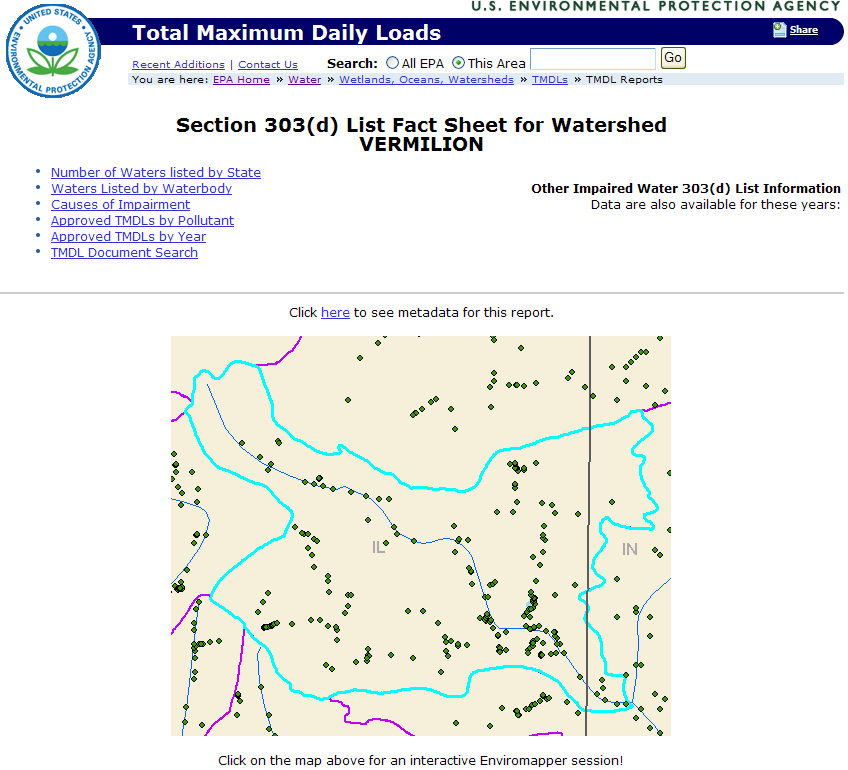 U.S. ENVIRONMENTAL PROTECTION AGENCY
UNITED STATES ENVIRONMENTAL PROTECTION AGENCY
Total Maximum Daily Loads
Share
Recent Additions | Contact Us Search: All EPA This Area Go
You are here: EPA Home » Water » Wetlands, Oceans, Watersheds » TMDLs » TMDL Reports
Section 303(d) List Fact Sheet for Watershed
VERMILION
• Number of Waters listed by State
• Waters Listed by Waterbody
• Causes of Impairment
• Approved TMDLs by Pollutant
• Approved TMDLs by Year
• TMDL Document Search
Other Impaired Water 303(d) List Information
Data are also available for these years:
Click here to see metadata for this report.
IL
IN
Click on the map above for an interactive Enviromapper session!